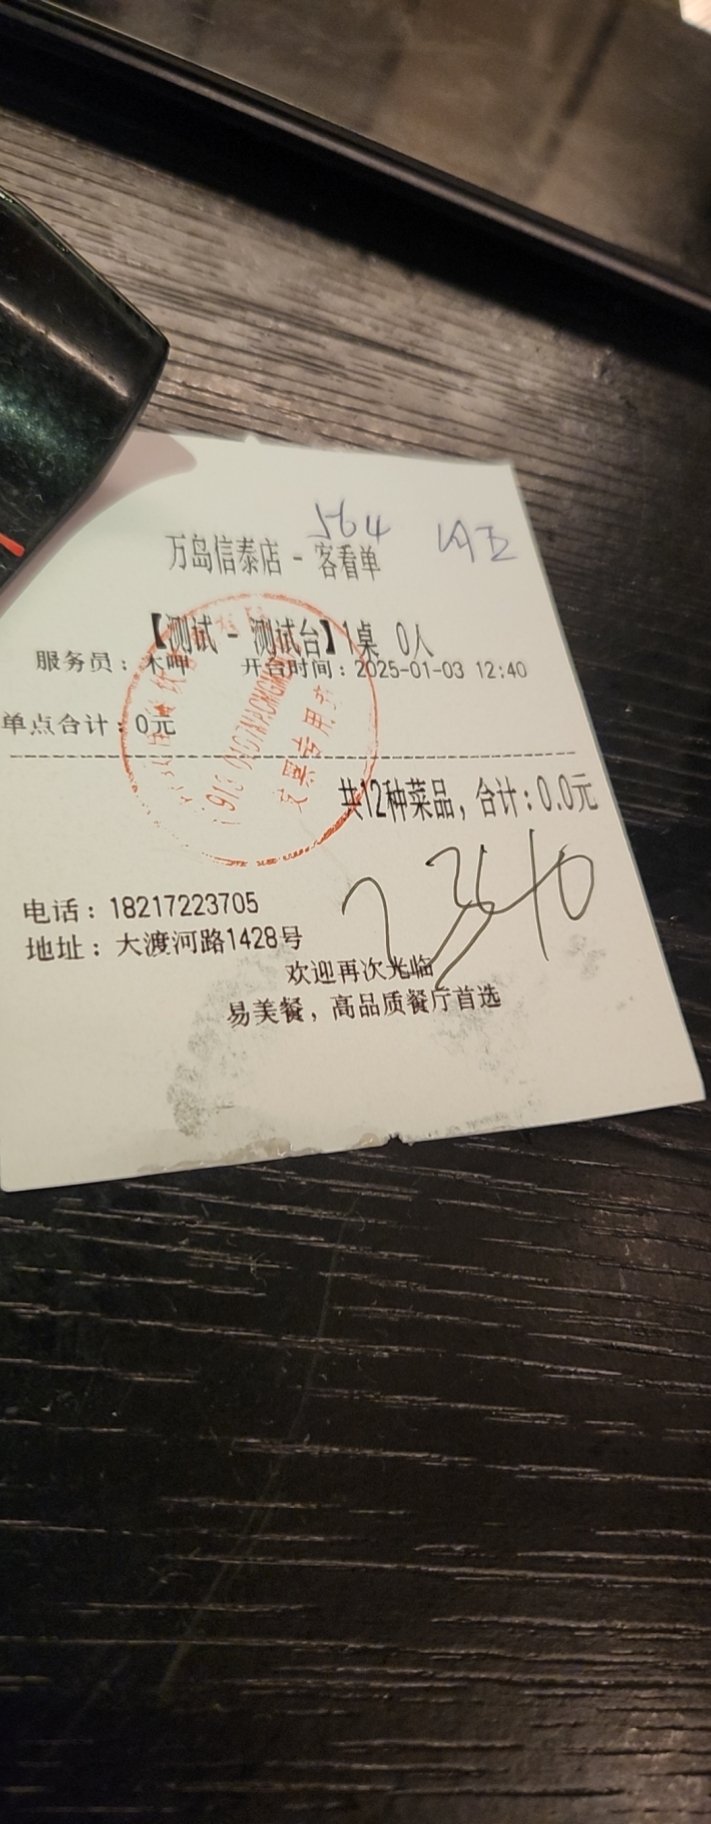 564
万岛信泰店 - 客看单
【测试 - 测试台】1桌 0人
服务员：木呷 开台时间：2025-01-03 12:40
单点合计：0元
共12种菜品，合计：0.0元
电话：18217223705
地址：大渡河路1428号
欢迎再次光临
易美餐，高品质餐厅首选